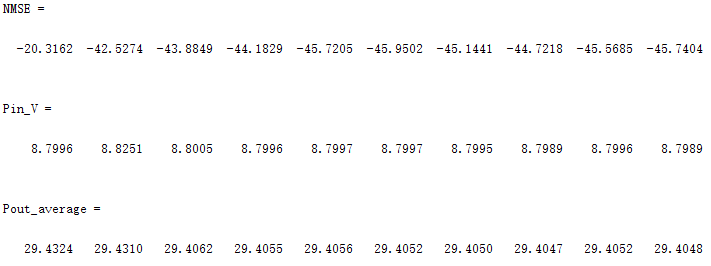 NMSE =
-20.3162 -42.5274 -43.8849 -44.1829 -45.7205 -45.9502 -45.1441 -44.7218 -45.5685 -45.7404
Pin_V =
8.7996 8.8251 8.8005 8.7996 8.7997 8.7997 8.7995 8.7989 8.7996 8.7989
Pout_average =
29.4324 29.4310 29.4062 29.4055 29.4056 29.4052 29.4050 29.4047 29.4052 29.4048